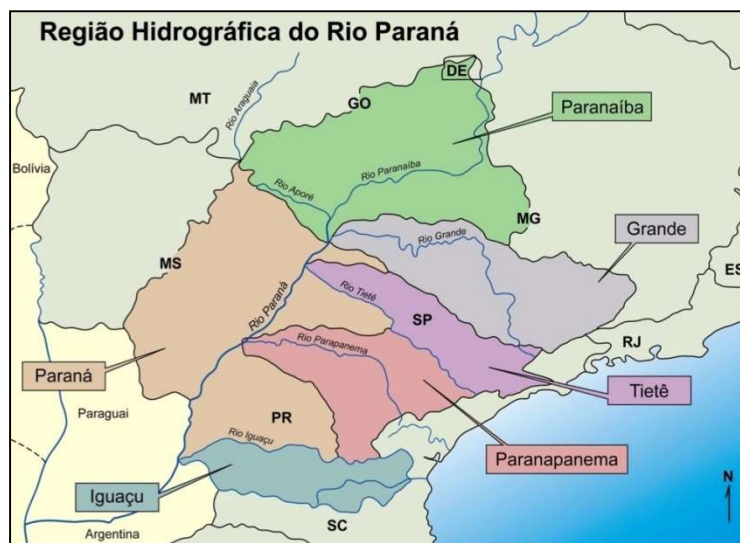 Região Hidrográfica do Rio Paraná
DE
MT
GO
Rio Araguaia
Paranaíba
Bolívia
Rio Paranaíba
Rio Aporé
MG
Rio Grande
Grande
MS
ES
Rio Paraná
Rio Tietê
SP
RJ
Rio Parapanema
Paraná
Tietê
Paraguai
PR
Rio Iguaçu
Paranapanema
Iguaçu
N
SC
Argentina